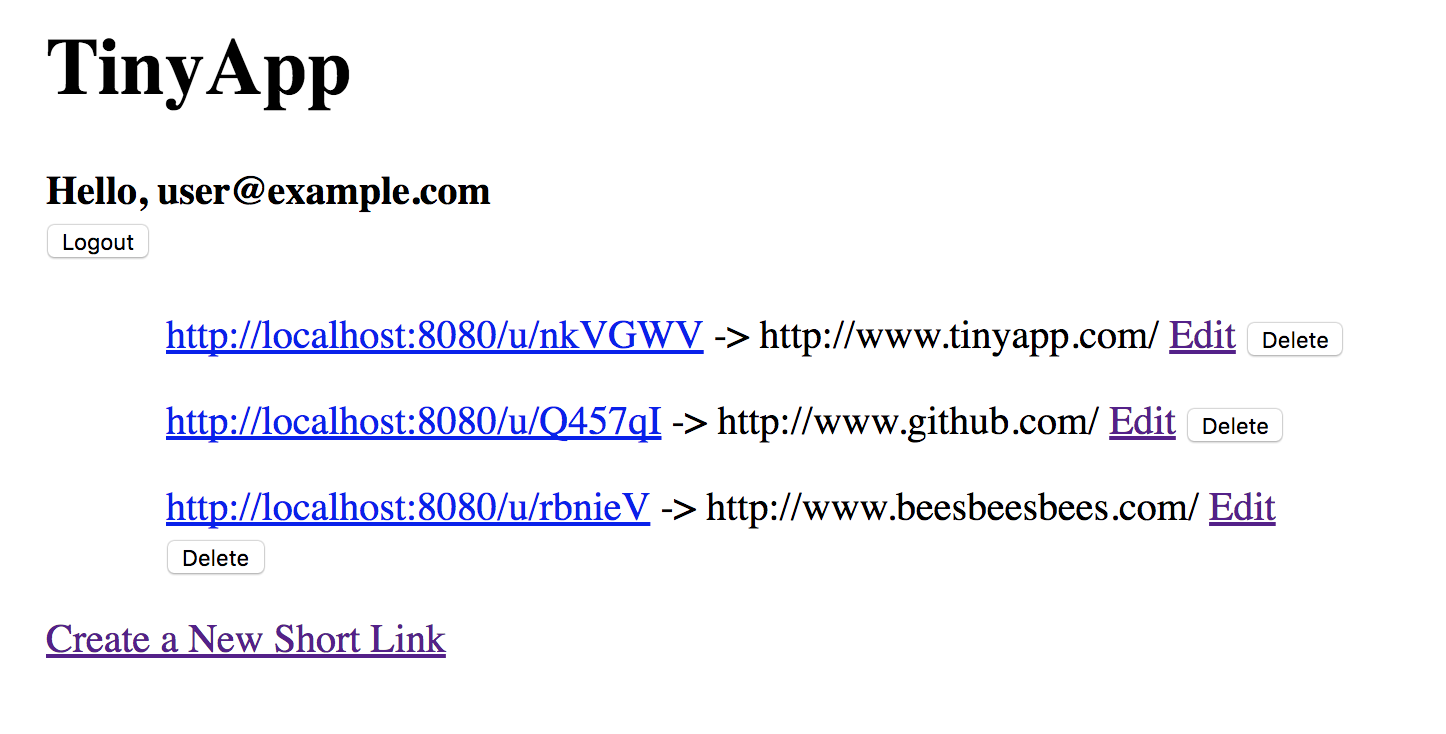 TinyApp
Hello, user@example.com
Logout
http://localhost:8080/u/nkVGWV -> http://www.tinyapp.com/ Edit Delete
http://localhost:8080/u/Q457qI -> http://www.github.com/ Edit Delete
http://localhost:8080/u/rbnieV -> http://www.beesbeesbees.com/ Edit
Delete
Create a New Short Link